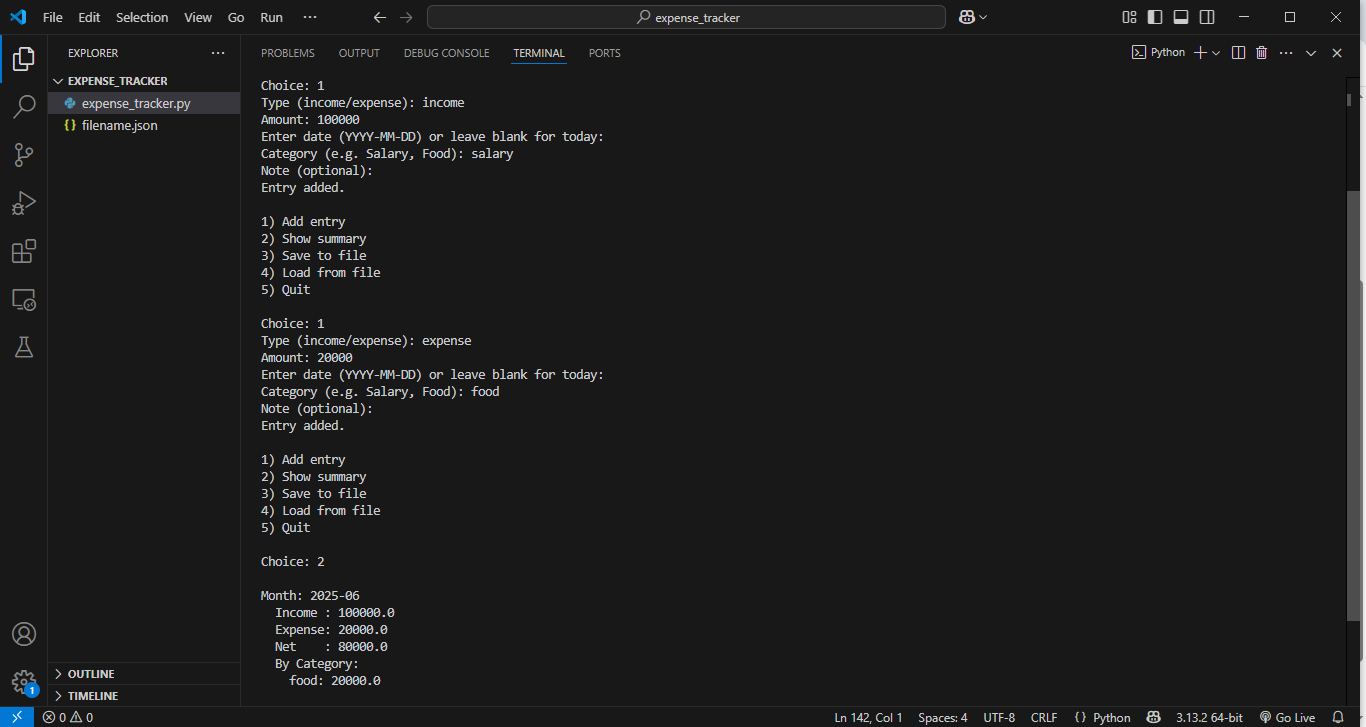 File Edit Selection View Go Run ··· expense_tracker
EXPLORER ···
EXPENSE_TRACKER
expense_tracker.py
{} filename.json
OUTLINE
TIMELINE
PROBLEMS OUTPUT DEBUG CONSOLE TERMINAL PORTS Python
Choice: 1
Type (income/expense): income
Amount: 100000
Enter date (YYYY-MM-DD) or leave blank for today:
Category (e.g. Salary, Food): salary
Note (optional):
Entry added.
1) Add entry
2) Show summary
3) Save to file
4) Load from file
5) Quit
Choice: 1
Type (income/expense): expense
Amount: 20000
Enter date (YYYY-MM-DD) or leave blank for today:
Category (e.g. Salary, Food): food
Note (optional):
Entry added.
1) Add entry
2) Show summary
3) Save to file
4) Load from file
5) Quit
Choice: 2
Month: 2025-06
Income : 100000.0
Expense: 20000.0
Net    : 80000.0
By Category:
food: 20000.0
1
0 0 Ln 142, Col 1 Spaces: 4 UTF-8 CRLF {} Python 3.13.2 64-bit Go Live